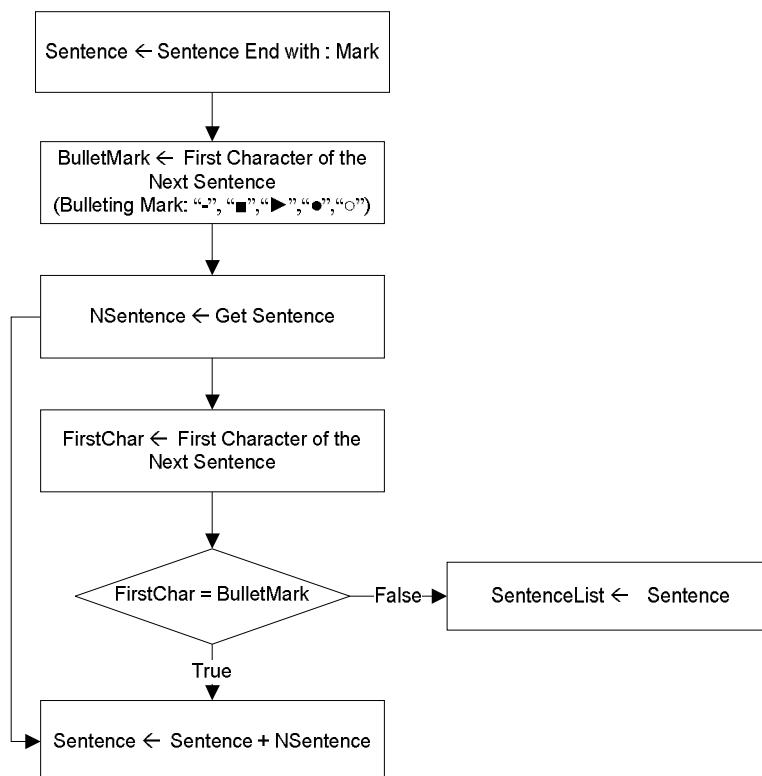 Sentence ← Sentence End with : Mark
BulletMark ← First Character of the
Next Sentence
(Bulleting Mark: “-”, “■”,“►”,“●”,“○”)
NSentence ← Get Sentence
FirstChar ← First Character of the
Next Sentence
FirstChar = BulletMark
False
SentenceList ← Sentence
True
Sentence ← Sentence + NSentence